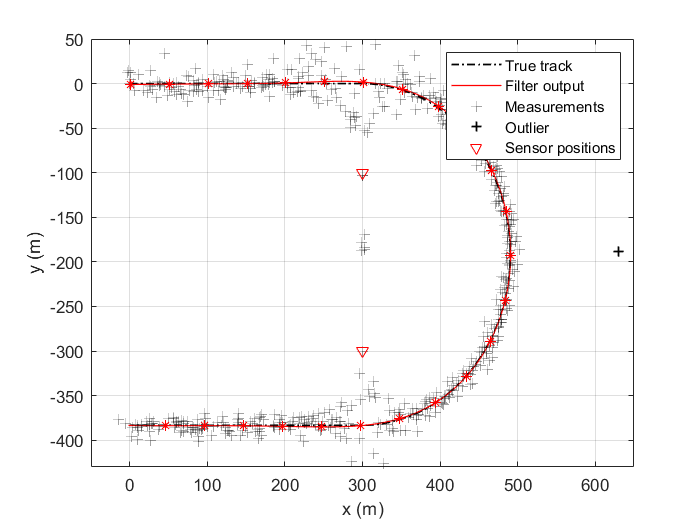 50
0
-50
-100
-150
-200
-250
-300
-350
-400
y (m)
True track
Filter output
Measurements
Outlier
Sensor positions
0
100
200
300
400
500
600
x (m)